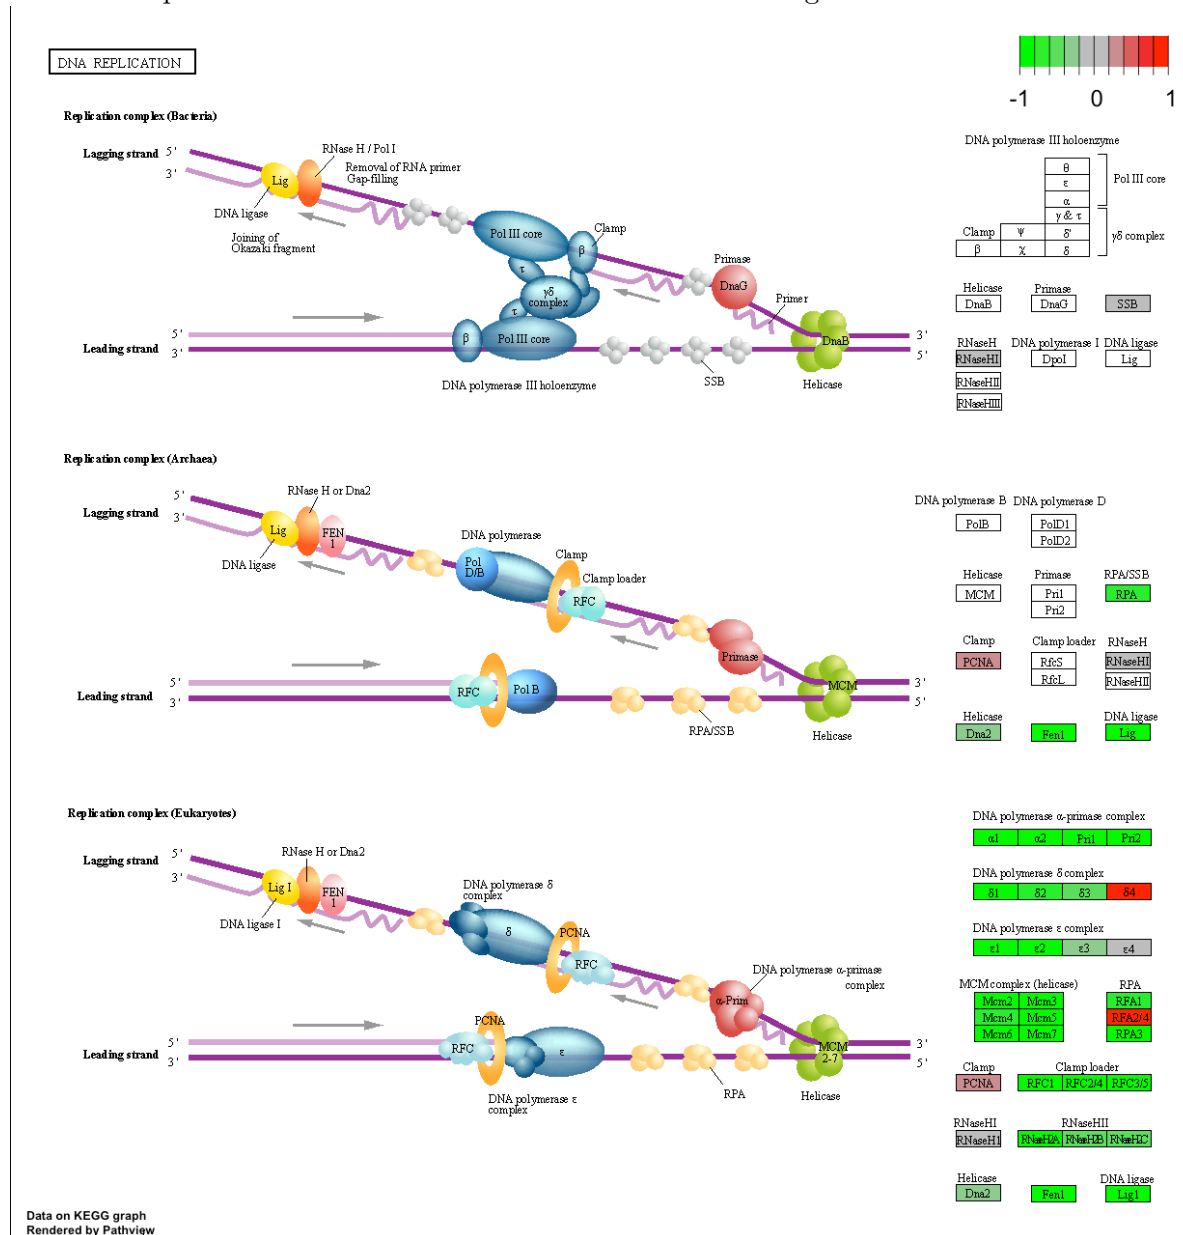 DNA REPLICATION
-1 0 1
Replication complex (Bacteria)
Lagging strand 5'
3'
RNase H / Pol I
Removal of RNA primer
Gap-filling
Lig
DNA ligase
Joining of
Okazaki fragment
Pol III core
Clamp
β
τ
γδ
complex
τ
Primase
DnaG
Primer
5'
Leading strand 3'
β
Pol III core
DNA polymerase III holoenzyme
SSB
DnaB
Helicase
3'
5'
DNA polymerase III holoenzyme
θ
ε
α
Pol III core
γ & τ
Clamp ψ δ'
β χ δ
γδ complex
Helicase Primase
DnaB DnaG SSB
RNaseH DNA polymerase I DNA ligase
RNaseHI DpoI Lig
RNaseHII
RNaseHIII
Replication complex (Archaea)
5'
Lagging strand 3'
RNase H or Dna2
Lig
FEN
1
DNA ligase
DNA polymerase
Pol
D/B
Clamp
Clamp loader
RFC
Primase
5'
Leading strand 3'
RFC
Pol B
RPA/SSB
MCM
Helicase
3'
5'
DNA polymerase B DNA polymerase D
PolB PolD1
PolD2
Helicase Primase RPA/SSB
MCM Pri1 RPA
Pri2
Clamp Clamp loader RNaseH
PCNA RfcS RNaseHI
RfcL RNaseHII
Helicase DNA ligase
Dna2 Fen1 Lig
Replication complex (Eukaryotes)
5'
Lagging strand
3'
RNase H or Dna2
Lig I
FEN
1
DNA ligase I
DNA polymerase δ
complex
δ
PCNA
RFC
DNA polymerase α-primase
complex
α-Prim
5'
Leading strand 3'
PCNA
RFC
ε
DNA polymerase ε
complex
RPA
MCM
2-7
Helicase
3'
5'
DNA polymerase α-primase complex
α1 α2 Pri1 Pri2
DNA polymerase δ complex
δ1 δ2 δ3 δ4
DNA polymerase ε complex
ε1 ε2 ε3 ε4
MCM complex (helicase) RPA
Mcm2 Mcm3 RFA1
Mcm4 Mcm5 RFA2/4
Mcm6 Mcm7 RPA3
Clamp Clamp loader
PCNA RFC1 RFC2/4 RFC3/5
RNaseHI RNaseHII
RNaseH1 RNaseH2A RNaseH2B RNaseH2C
Helicase DNA ligase
Dna2 Fen1 Lig1
Data on KEGG graph
Rendered by Pathview